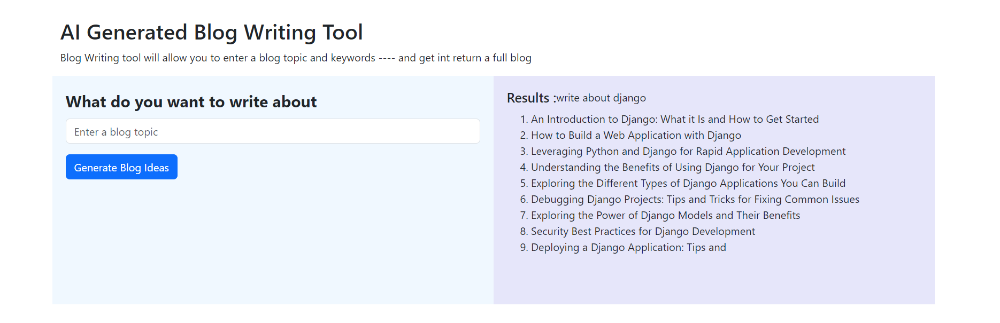 AI Generated Blog Writing Tool
Blog Writing tool will allow you to enter a blog topic and keywords ---- and get int return a full blog
What do you want to write about
Enter a blog topic
Generate Blog Ideas
Results :write about django
1. An Introduction to Django: What it Is and How to Get Started
2. How to Build a Web Application with Django
3. Leveraging Python and Django for Rapid Application Development
4. Understanding the Benefits of Using Django for Your Project
5. Exploring the Different Types of Django Applications You Can Build
6. Debugging Django Projects: Tips and Tricks for Fixing Common Issues
7. Exploring the Power of Django Models and Their Benefits
8. Security Best Practices for Django Development
9. Deploying a Django Application: Tips and